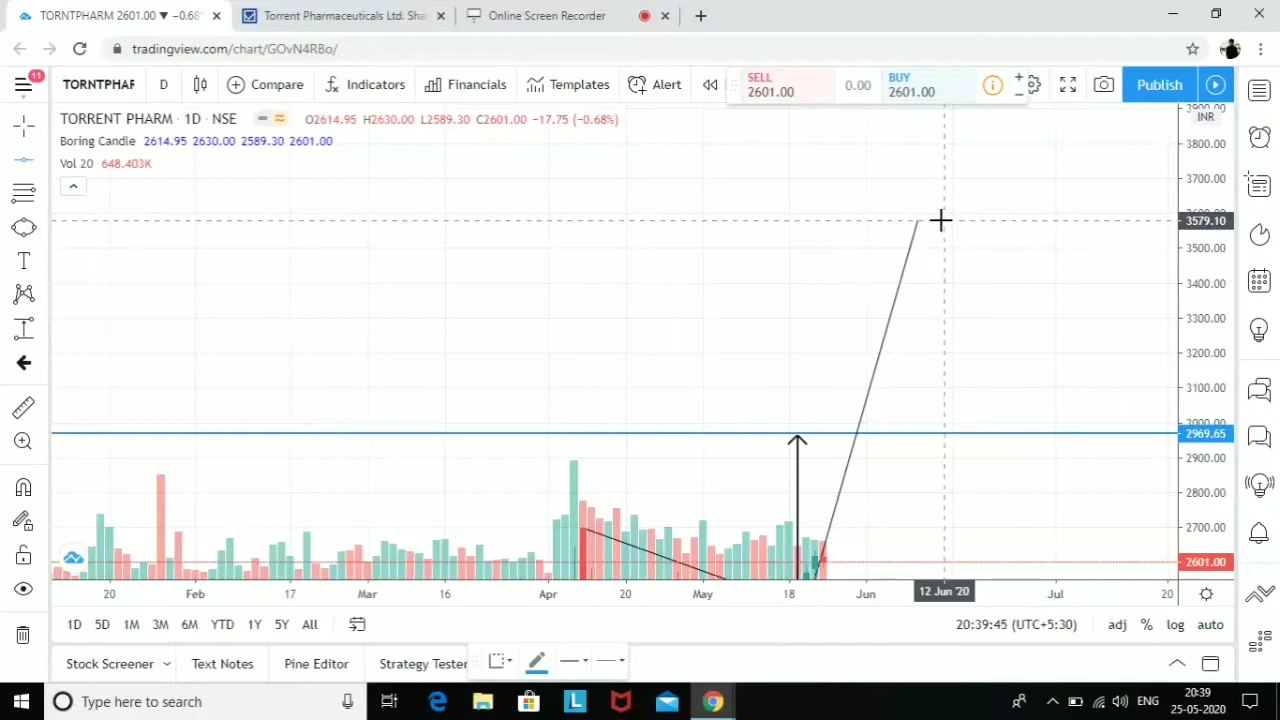 TORNTPHARM 2601.00 ▼ −0.68
Torrent Pharmaceuticals Ltd. Sha
Online Screen Recorder
tradingview.com/chart/GOvN4RBo/
11
TORNTPHAR
D
Compare
Indicators
Financials
Templates
Alert
SELL
2601.00
0.00
BUY
2601.00
Publish
TORRENT PHARM · 1D · NSE
O2614.95 H2630.00 L2589.30 C2601.00 −17.75 (−0.68%)
Boring Candle 2614.95 2630.00 2589.30 2601.00
Vol 20 648.403K
3900.00
INR
3800.00
3700.00
3600.00
3579.10
3500.00
3400.00
3300.00
3200.00
3100.00
3000.00
2969.65
2900.00
2800.00
2700.00
2601.00
20 Feb 17 Mar 16 Apr 20 May 18 Jun 12 Jun '20 Jul 20
1D 5D 1M 3M 6M YTD 1Y 5Y All
20:39:45 (UTC+5:30) adj % log auto
Stock Screener Text Notes Pine Editor Strategy Tester
Type here to search
L
ENG
20:39
25-05-2020